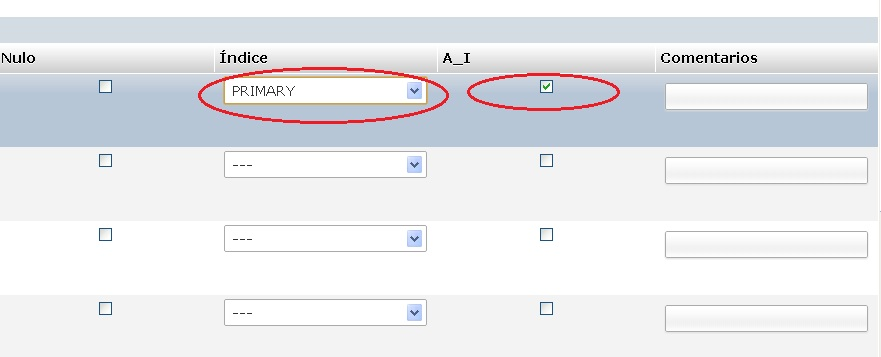 Nulo Índice A_I Comentarios
PRIMARY
---
---
---